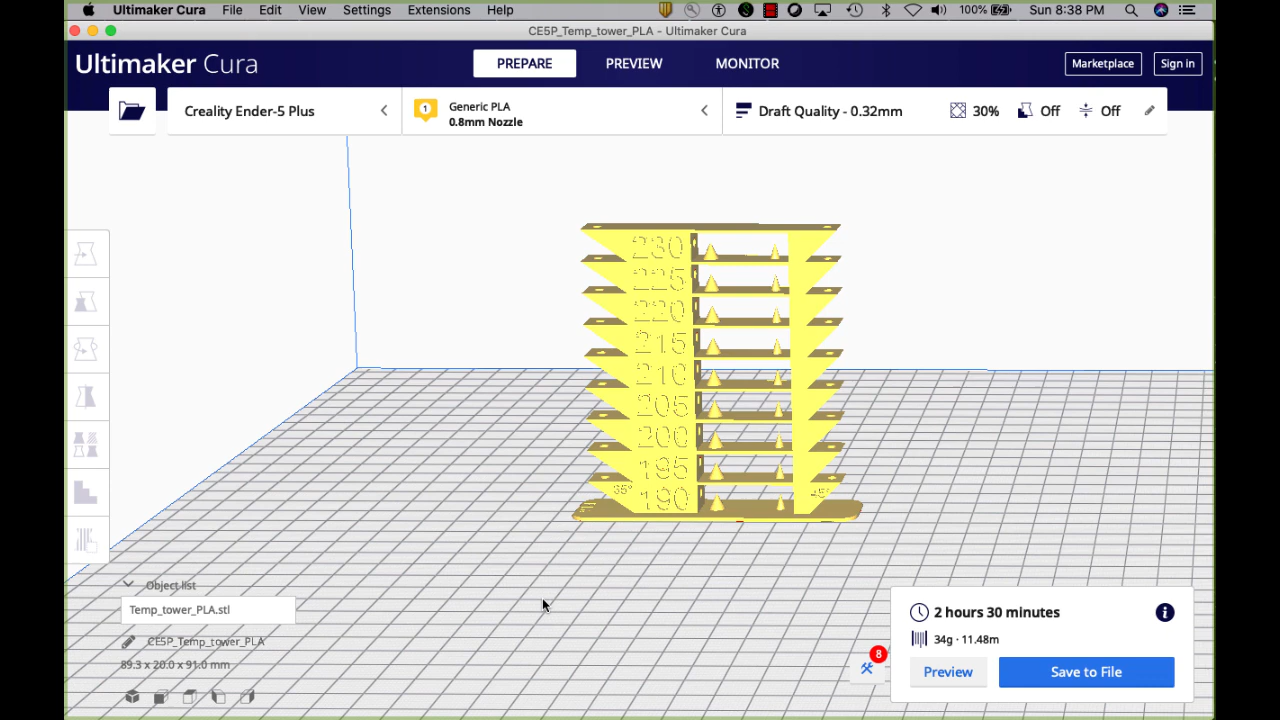 Ultimaker Cura File Edit View Settings Extensions Help 100% Sun 8:38 PM
CE5P_Temp_tower_PLA - Ultimaker Cura
Ultimaker Cura PREPARE PREVIEW MONITOR Marketplace Sign in
Creality Ender-5 Plus
1 Generic PLA
0.8mm Nozzle
Draft Quality - 0.32mm 30% Off Off
230
225
220
215
210
205
200
195
65° 190 45°
Object list
Temp_tower_PLA.stl
CE5P_Temp_tower_PLA
89.3 x 20.0 x 91.0 mm
2 hours 30 minutes
34g · 11.48m
8
Preview Save to File